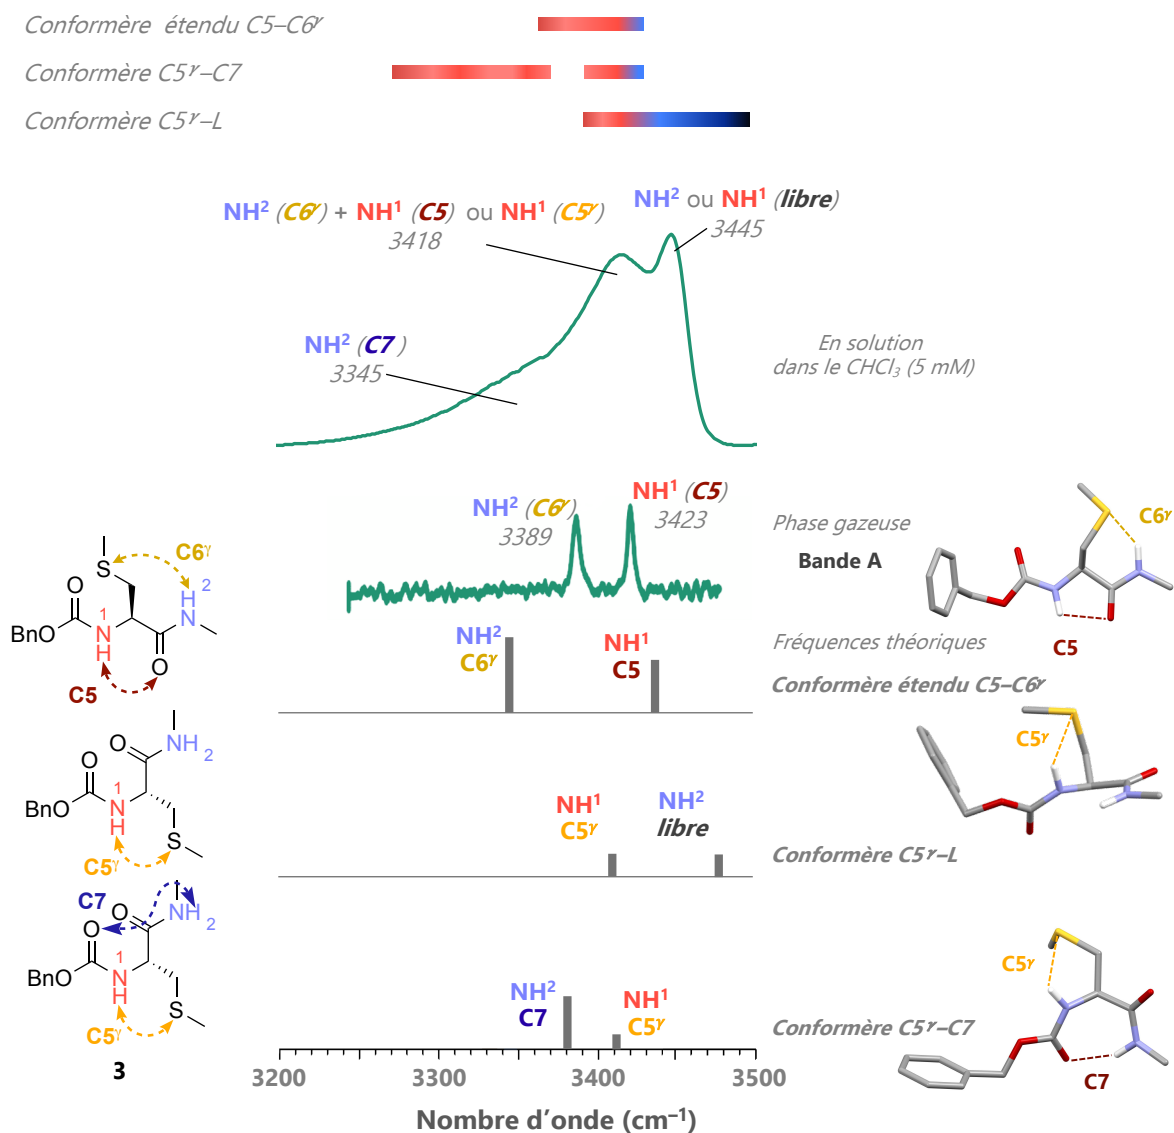 Conformère étendu C5–C6γ
Conformère C5γ–C7
Conformère C5γ–L
NH² (C6γ) + NH¹ (C5) ou NH¹ (C5γ)
3418
NH² ou NH¹ (libre)
3445
NH² (C7)
3345
En solution
dans le CHCl₃ (5 mM)
NH² (C6γ)
3389
NH¹ (C5)
3423
Phase gazeuse
Bande A
C6γ
C5
S
C6γ
O
H 2
N
BnO
1
N
H
O
C5
NH²
C6γ
NH¹
C5
Fréquences théoriques
Conformère étendu C5–C6γ
O
NH 2
O
BnO
1
N
H
S
C5γ
NH¹
C5γ
NH²
libre
C5γ
Conformère C5γ–L
C7
O
NH 2
O
BnO
1
N
H
S
C5γ
3
NH²
C7
NH¹
C5γ
C5γ
Conformère C5γ–C7
C7
3200 3300 3400 3500
Nombre d’onde (cm⁻¹)